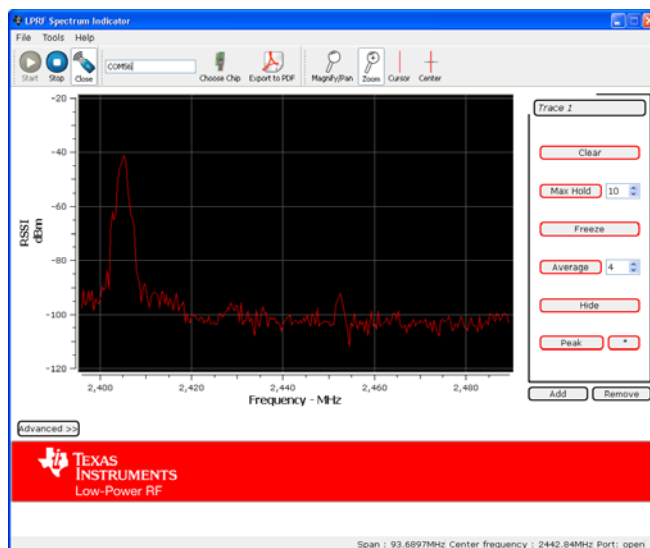 LPRF Spectrum Indicator
File Tools Help
Start Stop Close COM56 Choose Chip Export to PDF Magnify/Pan Zoom Cursor Center
-20
-40
-60
-80
-100
-120
RSSI
dBm
2,400 2,420 2,440 2,460 2,480
Frequency - MHz
Trace 1
Clear
Max Hold 10
Freeze
Average 4
Hide
Peak *
Add Remove
Advanced >>
TEXAS
INSTRUMENTS
Low-Power RF
Span : 93.6897MHz Center frequency : 2442.84MHz Port: open